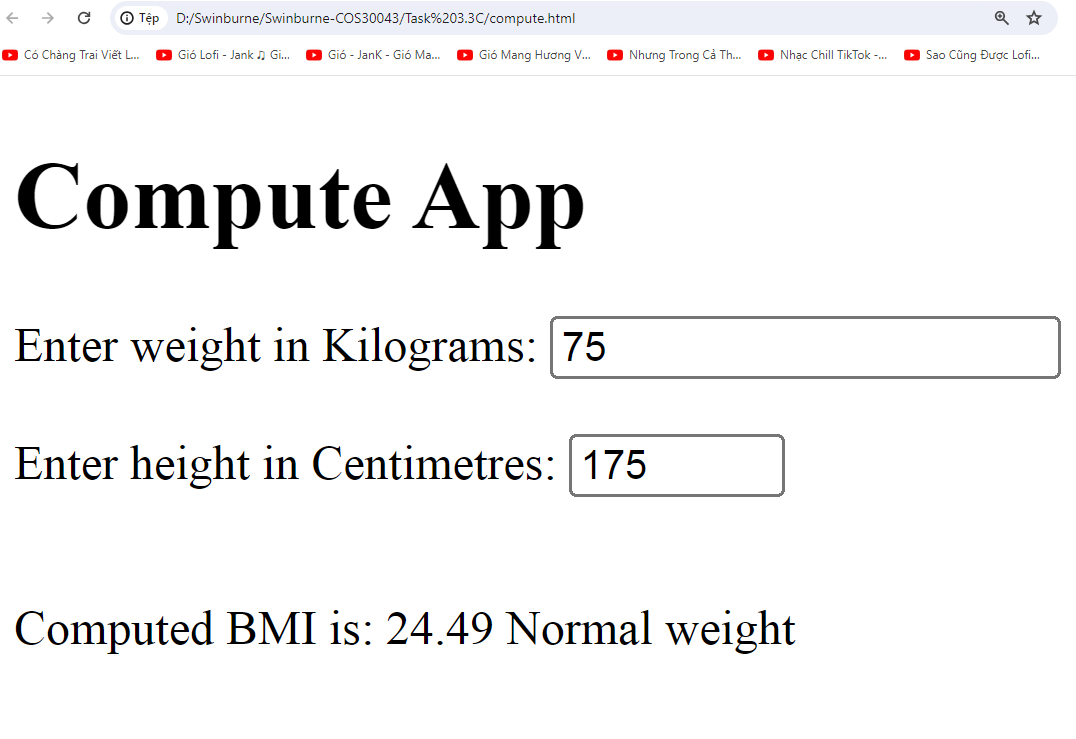 Tệp D:/Swinburne/Swinburne-COS30043/Task%203.3C/compute.html
Có Chàng Trai Viết L... Gió Lofi - Jank ♫ Gi... Gió - JanK - Gió Ma... Gió Mang Hương V... Nhưng Trong Cả Th... Nhạc Chill TikTok -... Sao Cũng Được Lofi...
Compute App
Enter weight in Kilograms: 75
Enter height in Centimetres: 175
Computed BMI is: 24.49 Normal weight